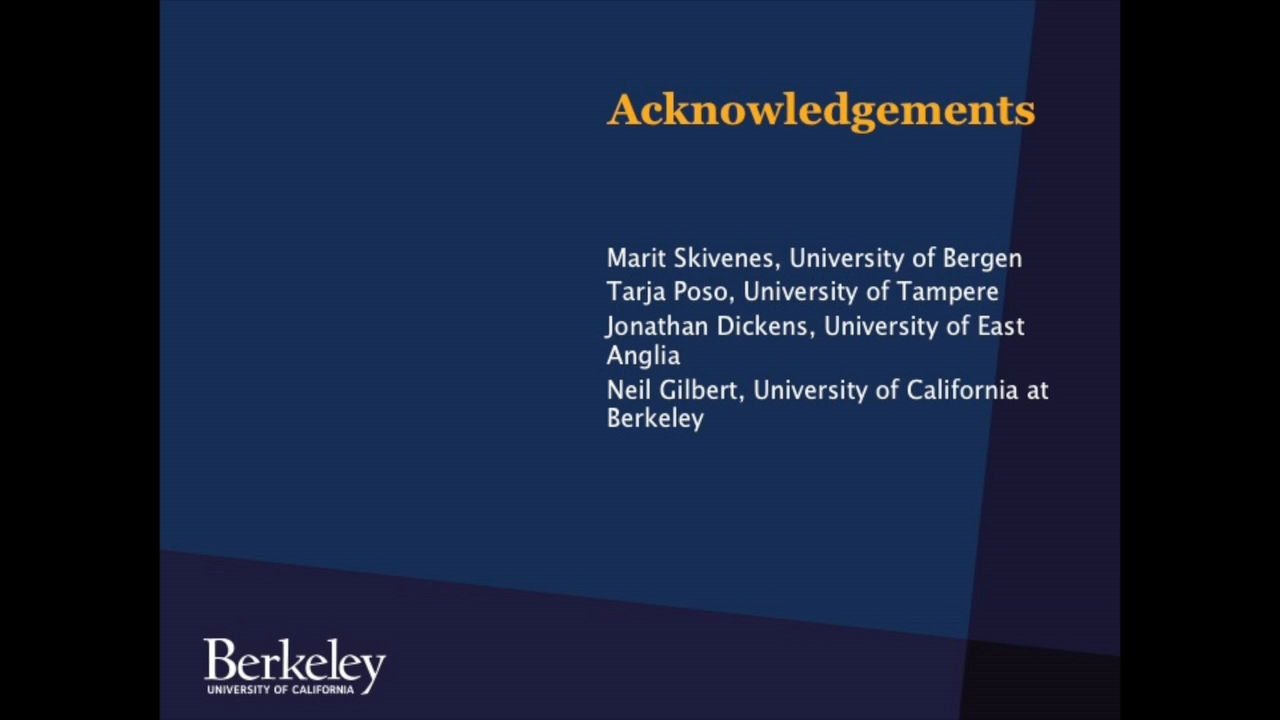 Acknowledgements
Marit Skivenes, University of Bergen
Tarja Poso, University of Tampere
Jonathan Dickens, University of East
Anglia
Neil Gilbert, University of California at
Berkeley
Berkeley
UNIVERSITY OF CALIFORNIA